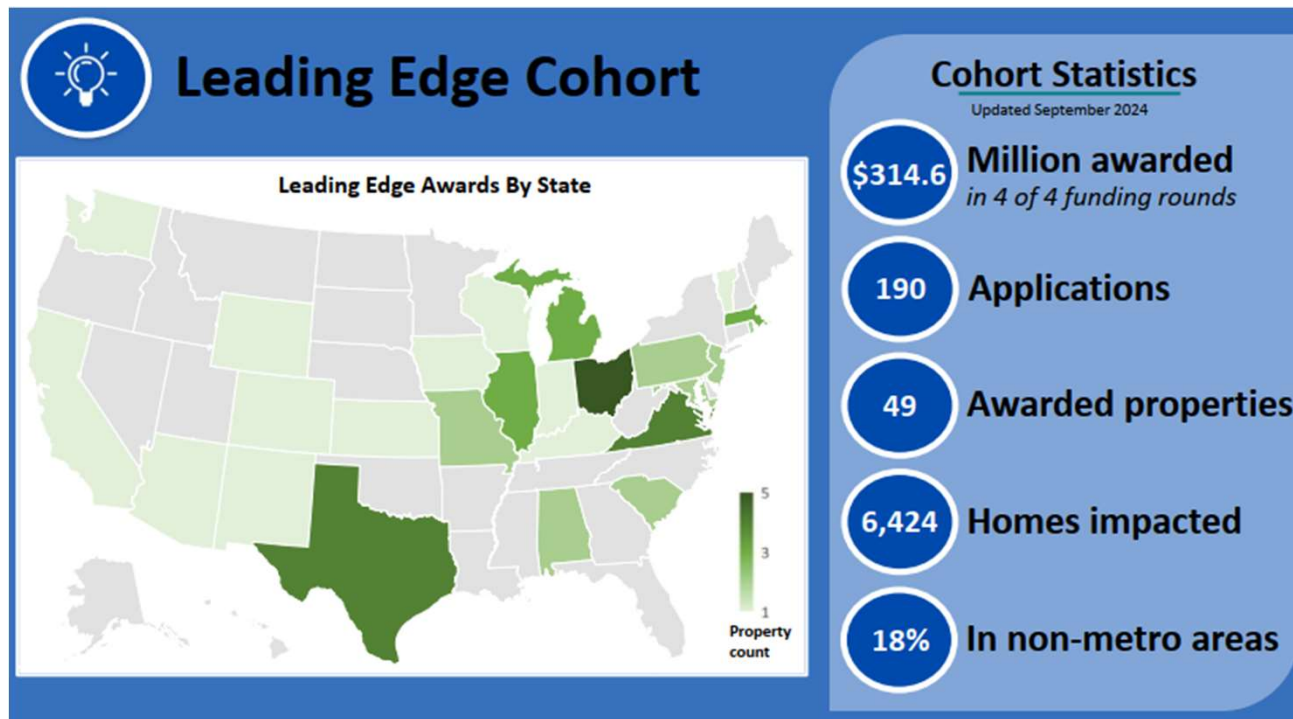 Leading Edge Cohort
Leading Edge Awards By State
5
3
1
Property
count
Cohort Statistics
Updated September 2024
$314.6
Million awarded
in 4 of 4 funding rounds
190
Applications
49
Awarded properties
6,424
Homes impacted
18%
In non-metro areas